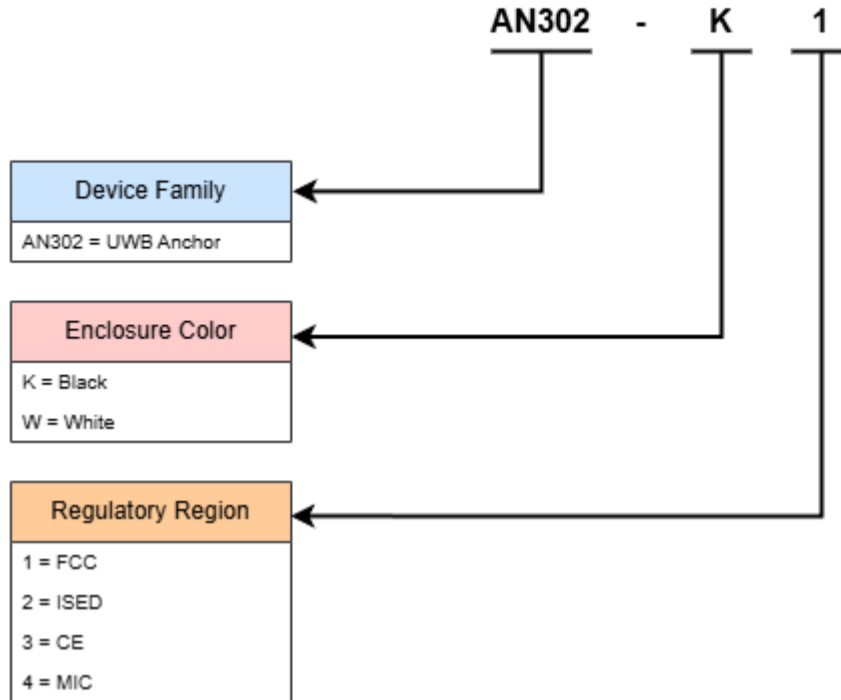 AN302 - K 1
Device Family
AN302 = UWB Anchor
Enclosure Color
K = Black
W = White
Regulatory Region
1 = FCC
2 = ISED
3 = CE
4 = MIC